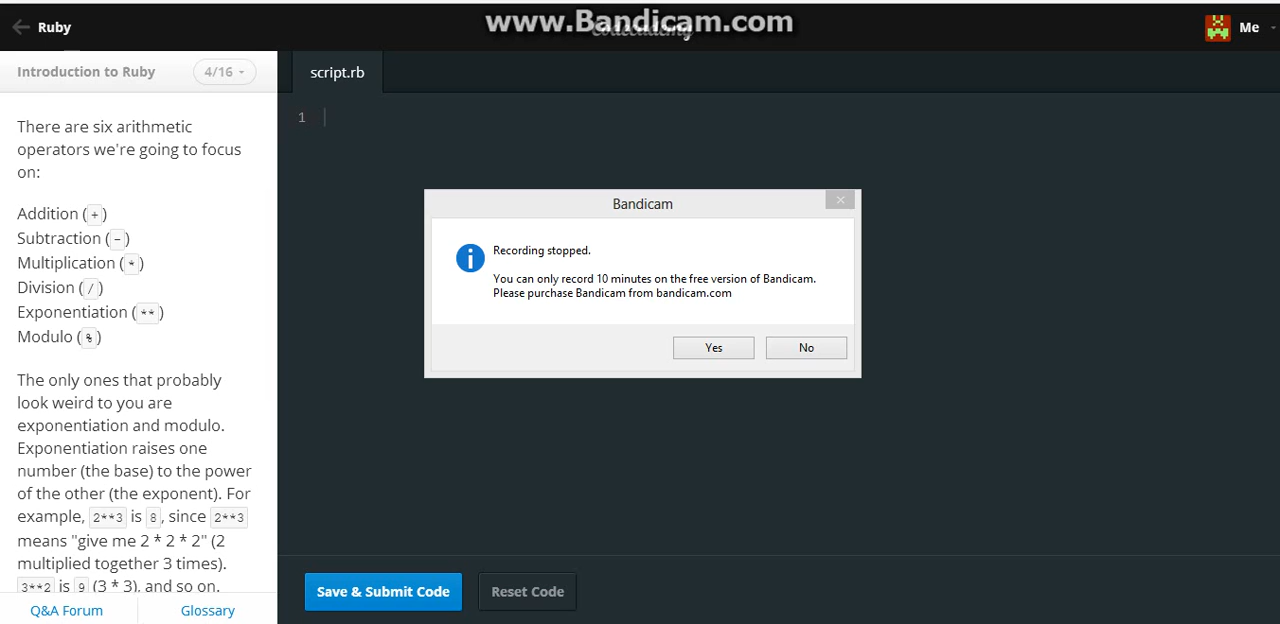 www.Bandicam.com
Ruby
Me
Introduction to Ruby
4/16
script.rb
There are six arithmetic
operators we're going to focus
on:
Addition (+)
Subtraction (-)
Multiplication (*)
Division (/)
Exponentiation (**)
Modulo (%)
The only ones that probably
look weird to you are
exponentiation and modulo.
Exponentiation raises one
number (the base) to the power
of the other (the exponent). For
example, 2**3 is 8, since 2**3
means "give me 2 * 2 * 2" (2
multiplied together 3 times).
3**2 is 9 (3 * 3), and so on.
Q&A Forum
Glossary
1
Bandicam
Recording stopped.
You can only record 10 minutes on the free version of Bandicam.
Please purchase Bandicam from bandicam.com
Yes
No
Save & Submit Code
Reset Code